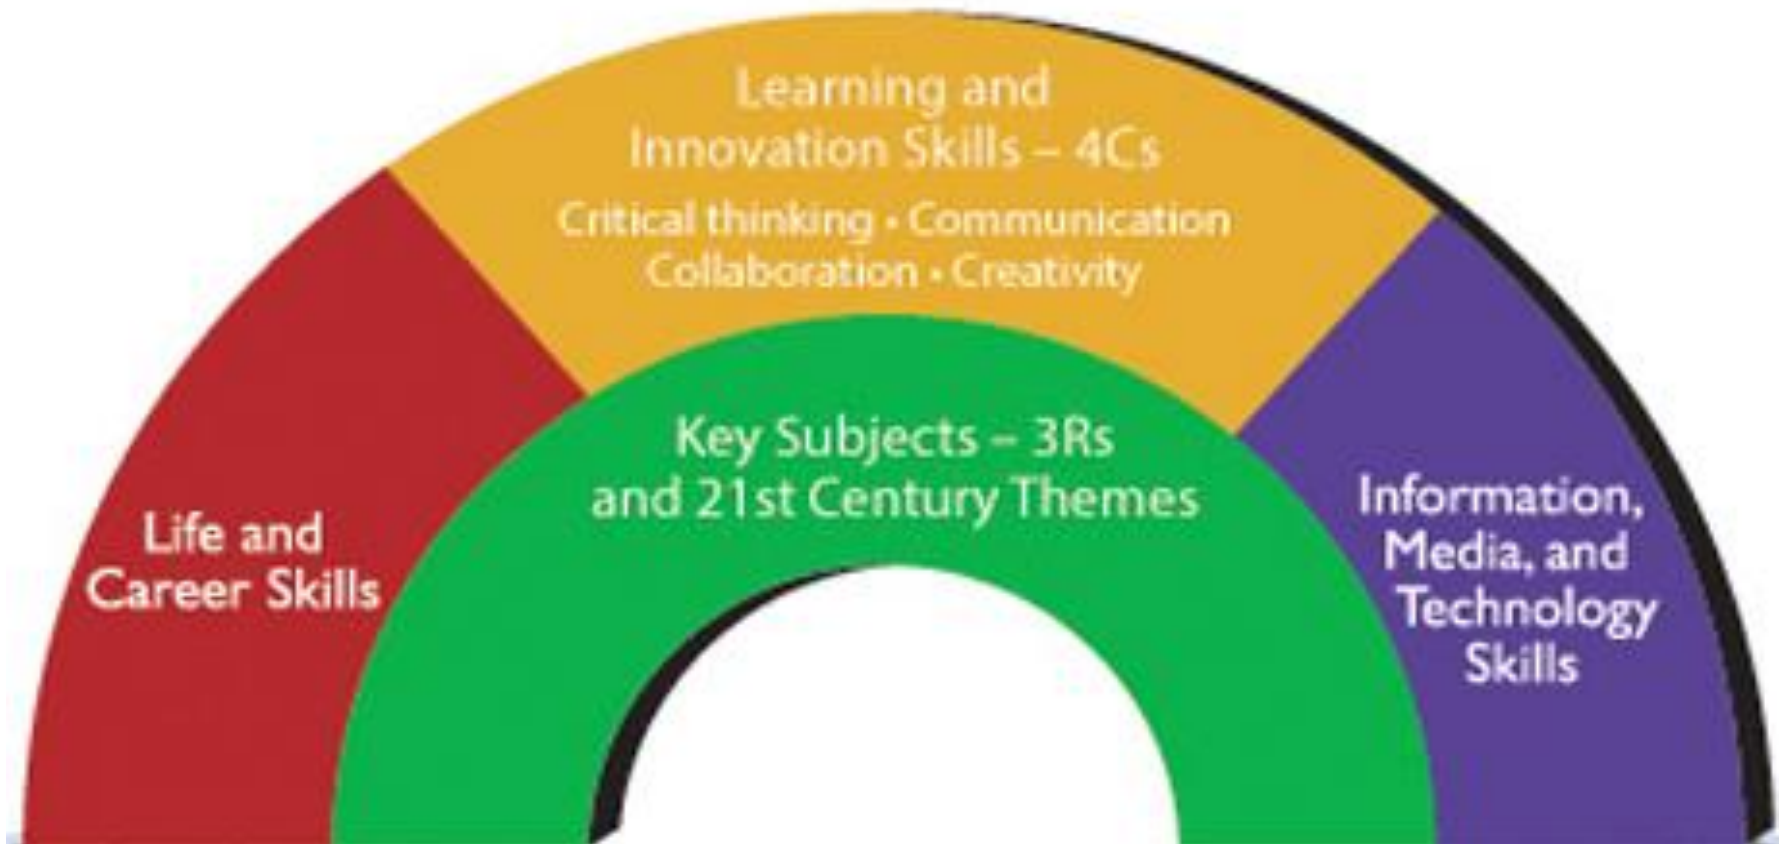 Learning and
Innovation Skills – 4Cs
Critical thinking • Communication
Collaboration • Creativity
Key Subjects – 3Rs
and 21st Century Themes
Life and
Career Skills
Information,
Media, and
Technology
Skills